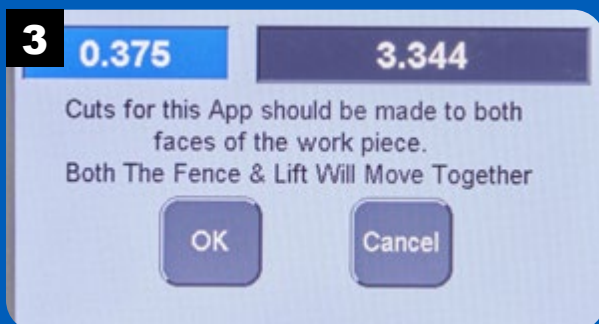 3
0.375 3.344
Cuts for this App should be made to both
faces of the work piece.
Both The Fence & Lift Will Move Together
OK Cancel